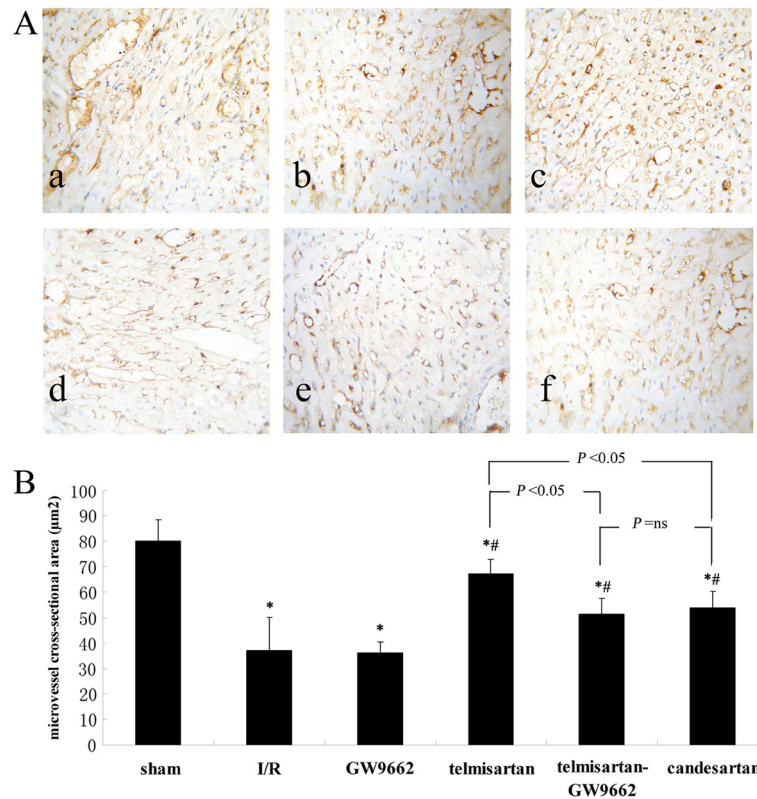 A
a
b
c
d
e
f
B
P <0.05
P <0.05
P =ns
microvessel cross-sectional area (μm2)
100
90
80
70
60
50
40
30
20
10
0
*
*
*#
*#
*#
sham
I/R
GW9662
telmisartan
telmisartan-
GW9662
candesartan